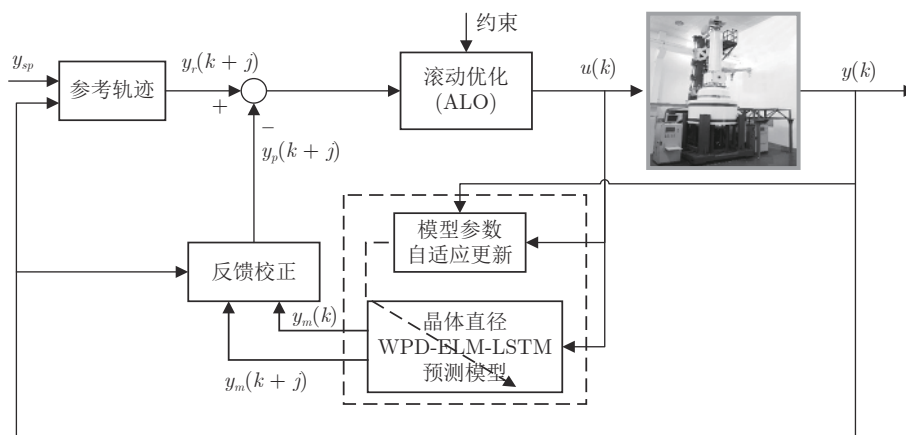 约束
y_sp
参考轨迹
y_r(k + j)
+
−
滚动优化
(ALO)
u(k)
y(k)
y_p(k + j)
模型参数
自适应更新
反馈校正
y_m(k)
y_m(k + j)
晶体直径
WPD-ELM-LSTM
预测模型